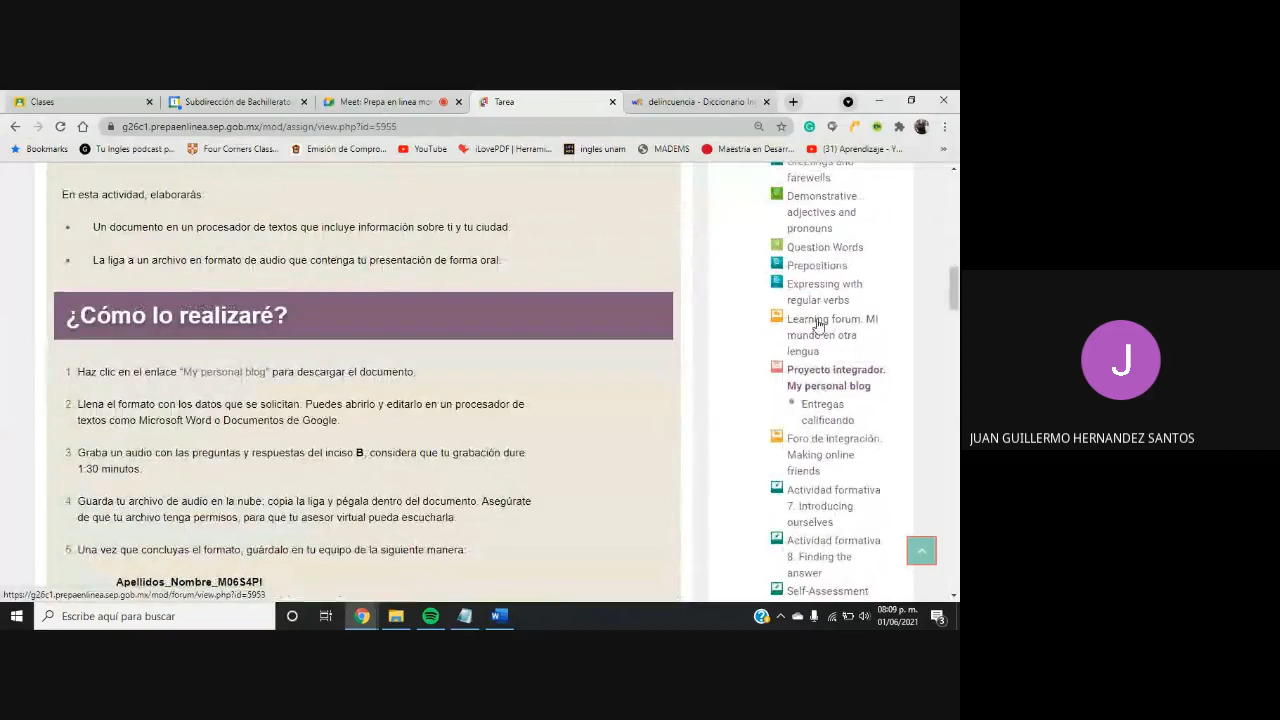 Clases
Subdirección de Bachillerato
Meet: Prepa en linea mo
Tarea
delincuencia - Diccionario In
g26c1.prepaenlinea.sep.gob.mx/mod/assign/view.php?id=5955
Bookmarks
Tu Ingles podcast p...
Four Corners Class...
Emisión de Compro...
YouTube
iLovePDF | Herrami...
ingles unam
MADEMS
Maestría en Desarr...
(31) Aprendizaje - Y...
»
En esta actividad, elaborarás:
Un documento en un procesador de textos que incluye información sobre ti y tu ciudad.
La liga a un archivo en formato de audio que contenga tu presentación de forma oral.
¿Cómo lo realizaré?
1 Haz clic en el enlace "My personal blog" para descargar el documento.
2. Llena el formato con los datos que se solicitan. Puedes abrirlo y editarlo en un procesador de
textos como Microsoft Word o Documentos de Google.
3. Graba un audio con las preguntas y respuestas del inciso B, considera que tu grabación dure
1:30 minutos.
4. Guarda tu archivo de audio en la nube; copia la liga y pégala dentro del documento. Asegúrate
de que tu archivo tenga permisos, para que tu asesor virtual pueda escucharla.
5. Una vez que concluyas el formato, guárdalo en tu equipo de la siguiente manera:
Apellidos_Nombre_M06S4PI
https://g26c1.prepaenlinea.sep.gob.mx/mod/forum/view.php?id=5953
Greetings and
farewells
Demonstrative
adjectives and
pronouns
Question Words
Prepositions
Expressing with
regular verbs
Learning forum. MI
mundo en otra
lengua
Proyecto integrador.
My personal blog
Entregas
calificando
Foro de integración.
Making online
friends
Actividad formativa
7. Introducing
ourselves
Actividad formativa
8. Finding the
answer
Self-Assessment
Escribe aquí para buscar
08:09 p. m.
01/06/2021
3
J
JUAN GUILLERMO HERNANDEZ SANTOS